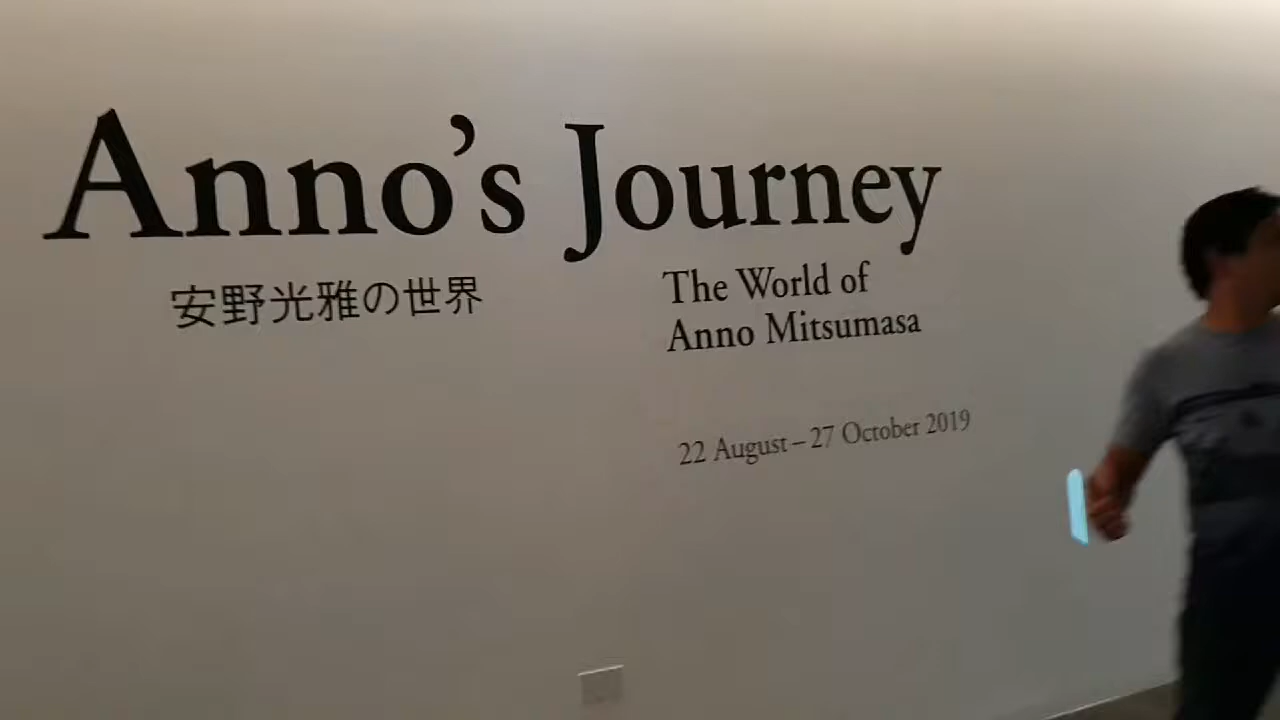 Anno's Journey
安野光雅の世界
The World of
Anno Mitsumasa
22 August – 27 October 2019